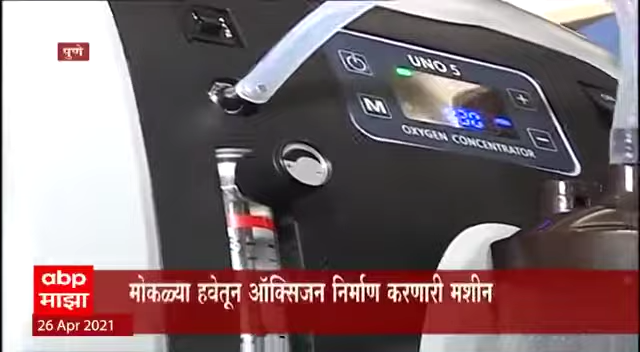 पुणे
UNO 5
M
+
-
OXYGEN CONCENTRATOR
abp
माझा
मोकळ्या हवेतून ऑक्सिजन निर्माण करणारी मशीन
26 Apr 2021